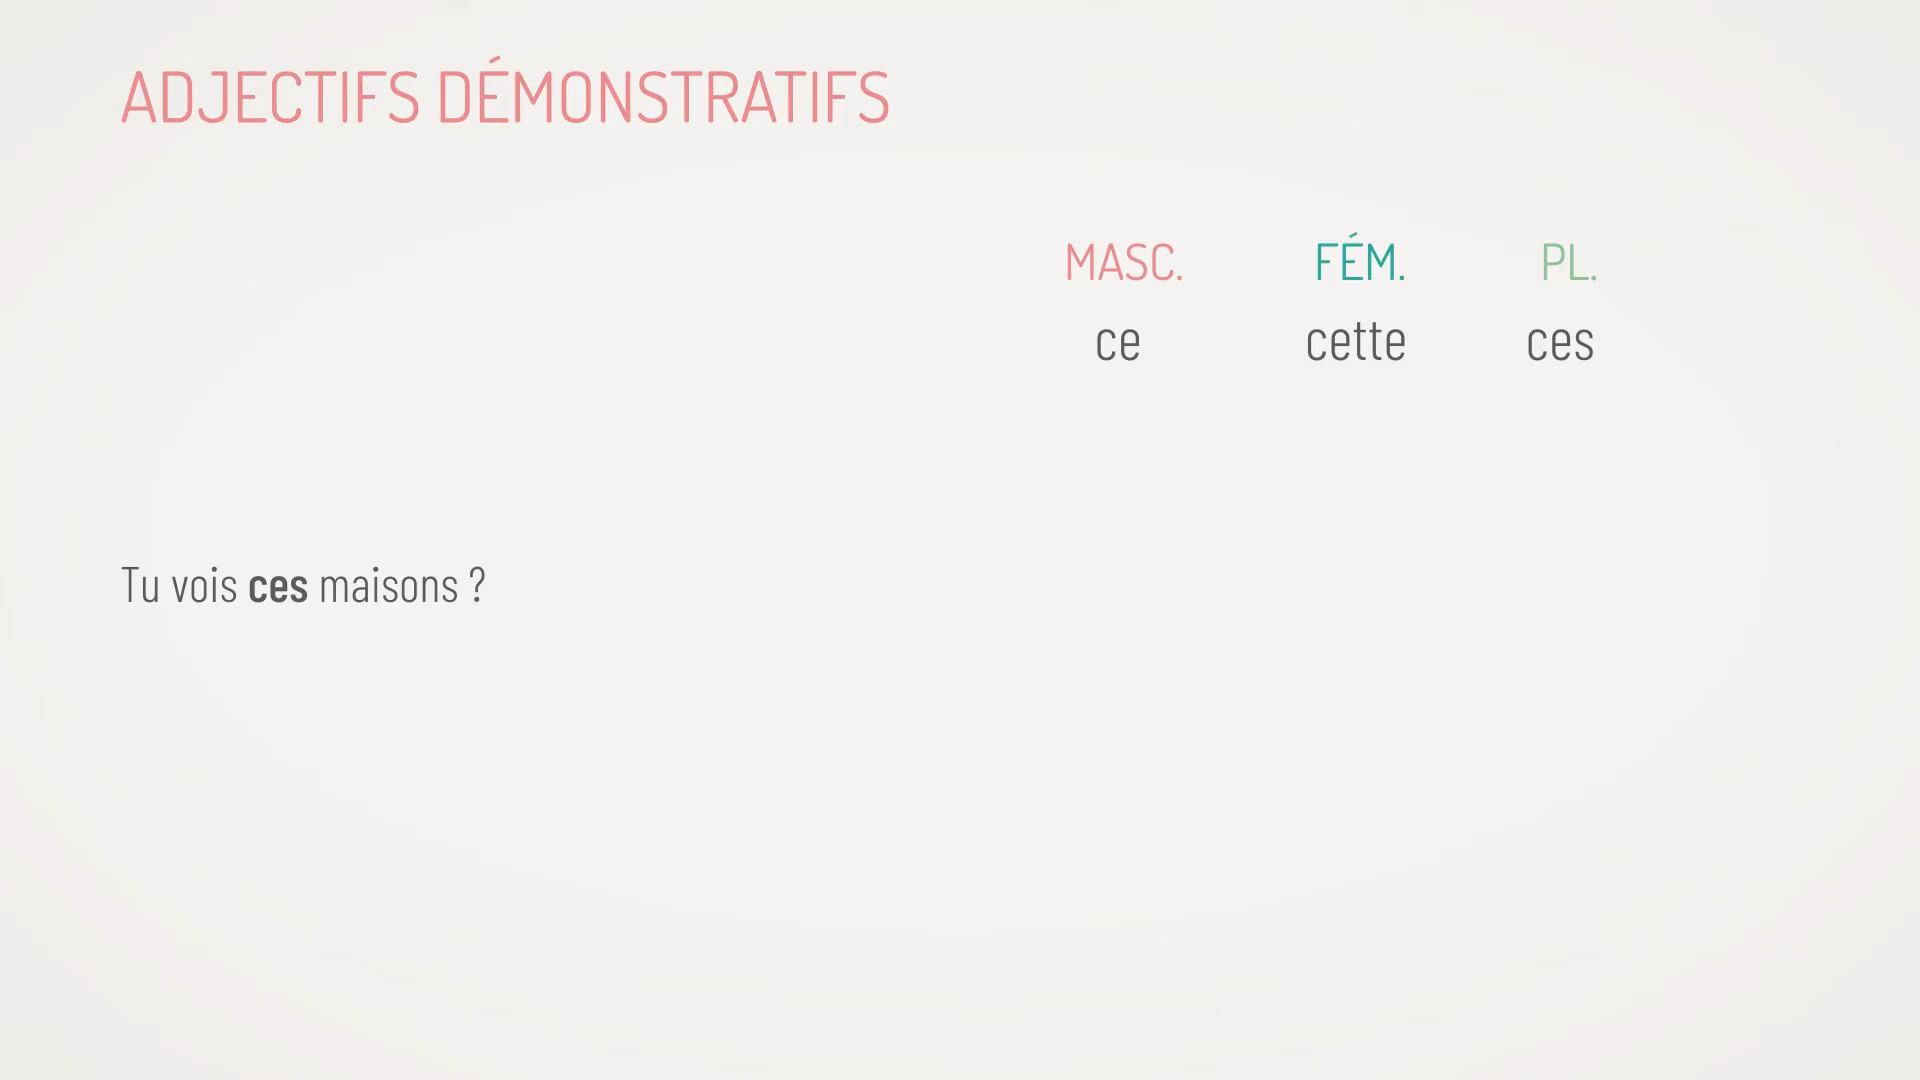 ADJECTIFS DÉMONSTRATIFS
MASC. FÉM. PL.
ce cette ces
Tu vois ces maisons ?